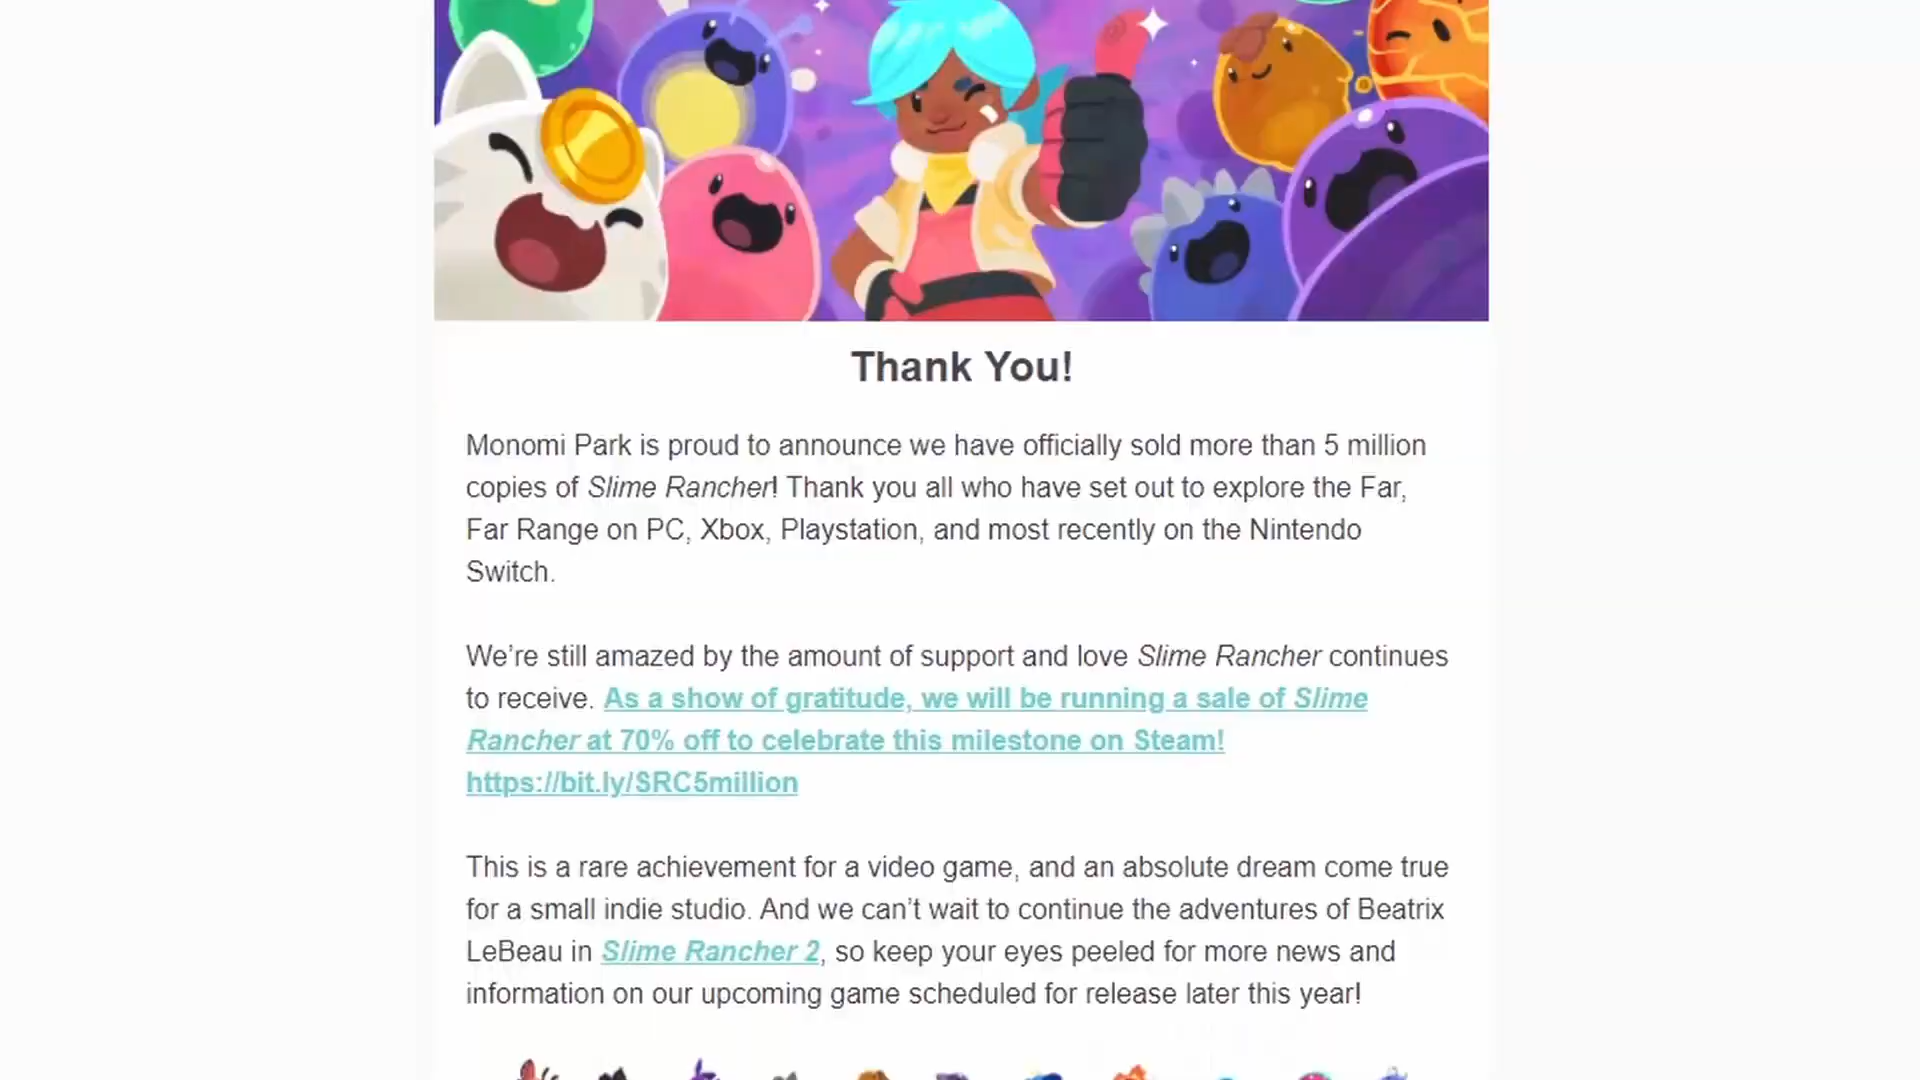 Thank You!
Monomi Park is proud to announce we have officially sold more than 5 million
copies of Slime Rancher! Thank you all who have set out to explore the Far,
Far Range on PC, Xbox, Playstation, and most recently on the Nintendo
Switch.
We’re still amazed by the amount of support and love Slime Rancher continues
to receive. As a show of gratitude, we will be running a sale of Slime
Rancher at 70% off to celebrate this milestone on Steam!
https://bit.ly/SRC5million
This is a rare achievement for a video game, and an absolute dream come true
for a small indie studio. And we can’t wait to continue the adventures of Beatrix
LeBeau in Slime Rancher 2, so keep your eyes peeled for more news and
information on our upcoming game scheduled for release later this year!